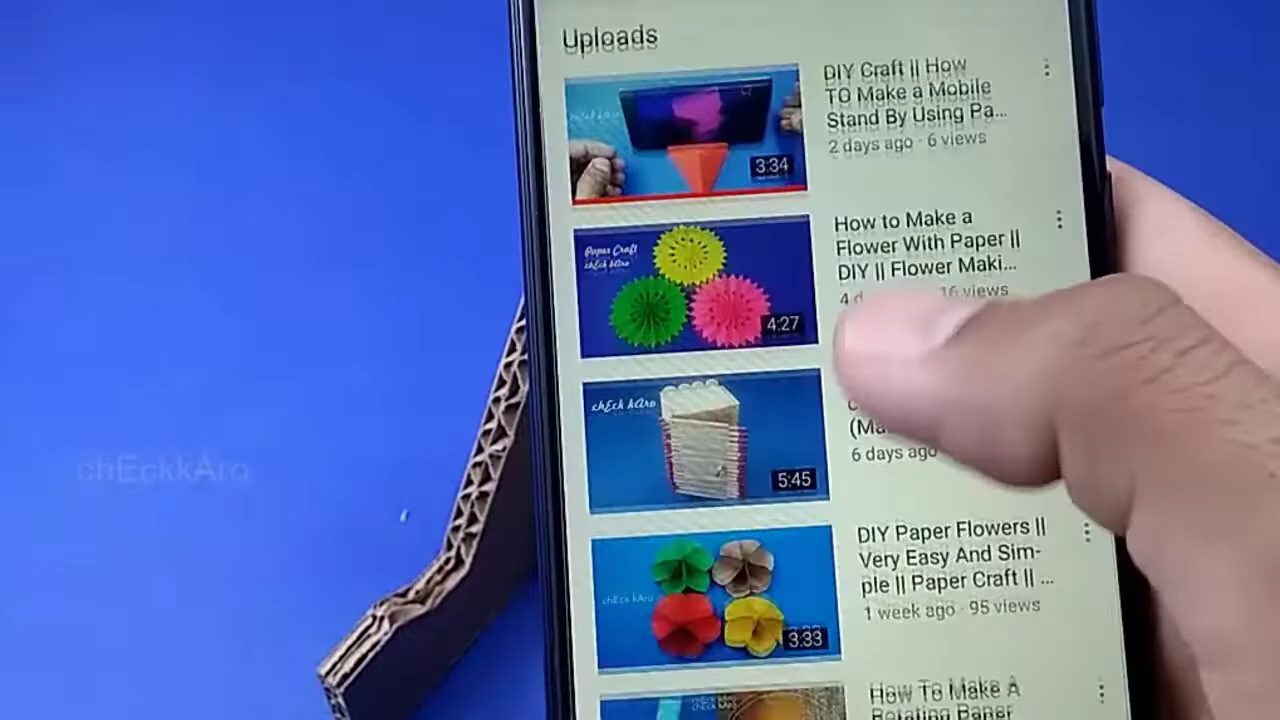 Uploads
DIY Craft || How
TO Make a Mobile
Stand By Using Pa...
2 days ago · 6 views
chEck kAro
3:34
How to Make a
Flower With Paper ||
DIY || Flower Maki...
4 d
16 views
Paper Craft
chEck kAro
4:27
(Ma
6 days ago
chEck kAro
5:45
DIY Paper Flowers ||
Very Easy And Sim-
ple || Paper Craft || ...
1 week ago · 95 views
chEck kAro
3:33
How To Make A
Rotating Paper
chEckkAro